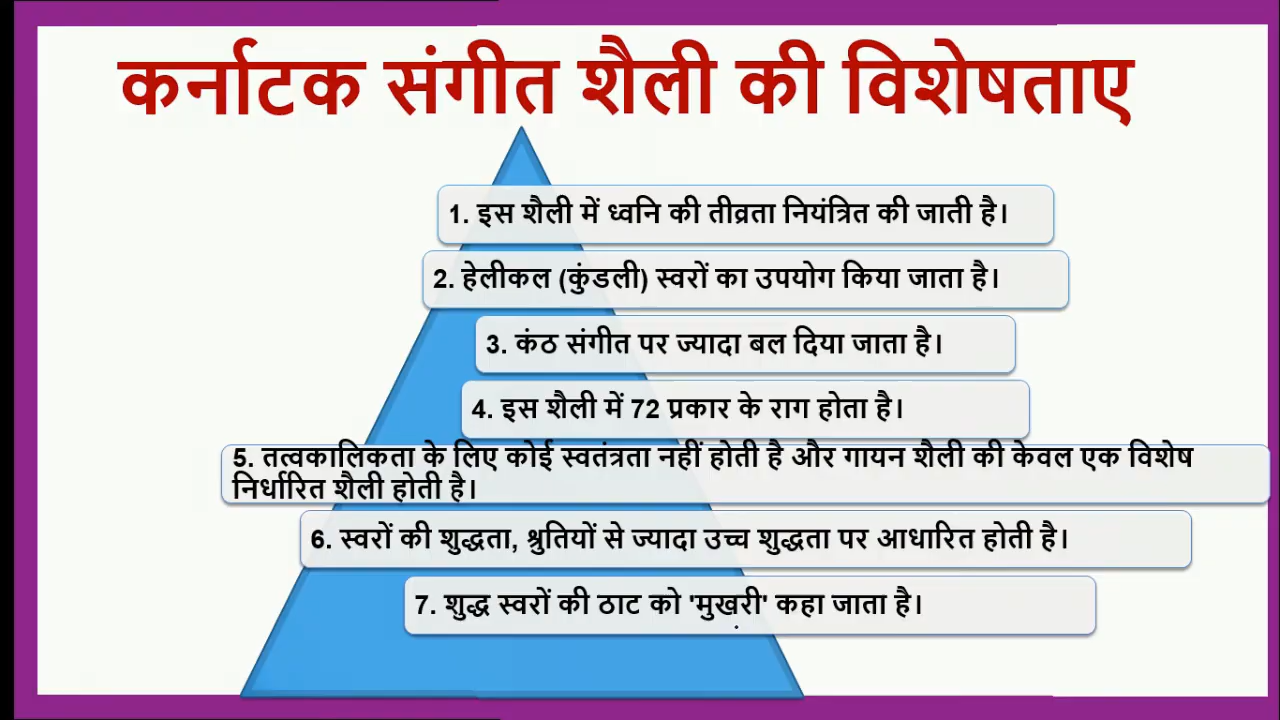 कर्नाटक संगीत शैली की विशेषताए
1. इस शैली में ध्वनि की तीव्रता नियंत्रित की जाती है।
2. हेलीकल (कुंडली) स्वरों का उपयोग किया जाता है।
3. कंठ संगीत पर ज्यादा बल दिया जाता है।
4. इस शैली में 72 प्रकार के राग होता है।
5. तत्वकालिकता के लिए कोई स्वतंत्रता नहीं होती है और गायन शैली की केवल एक विशेष
निर्धारित शैली होती है।
6. स्वरों की शुद्धता, श्रुतियों से ज्यादा उच्च शुद्धता पर आधारित होती है।
7. शुद्ध स्वरों की ठाट को 'मुखरी' कहा जाता है।